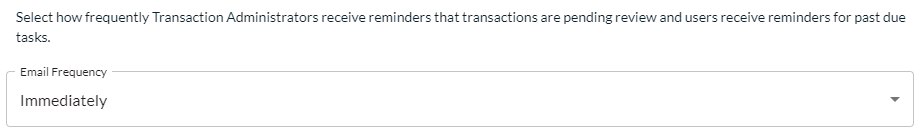 Select how frequently Transaction Administrators receive reminders that transactions are pending review and users receive reminders for past due
tasks.
Email Frequency
Immediately